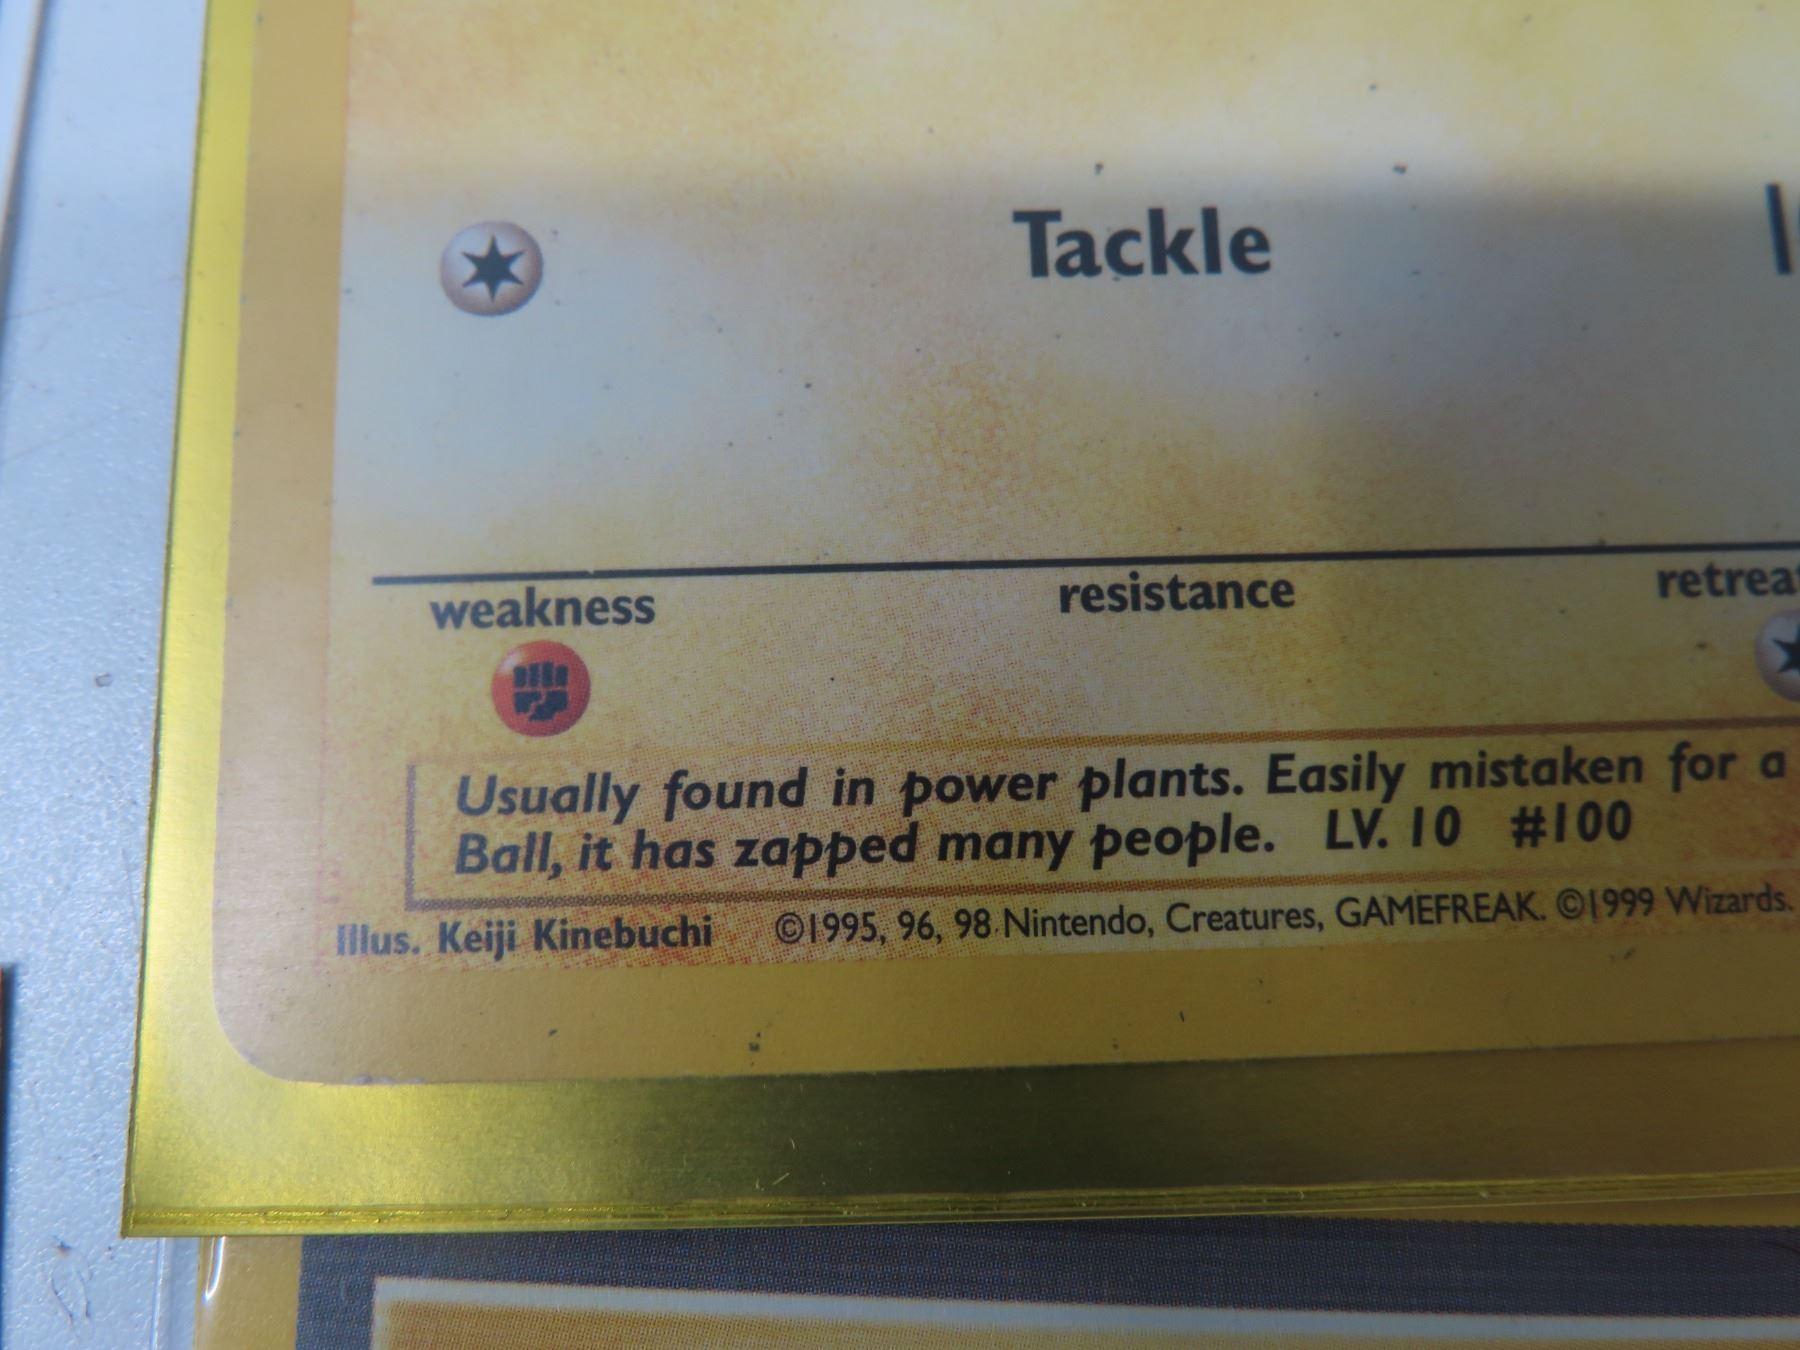 Tackle
weakness resistance retreat
Usually found in power plants. Easily mistaken for a
Ball, it has zapped many people. LV. 10 #100
Illus. Keiji Kinebuchi ©1995, 96, 98 Nintendo, Creatures, GAMEFREAK. ©1999 Wizards.